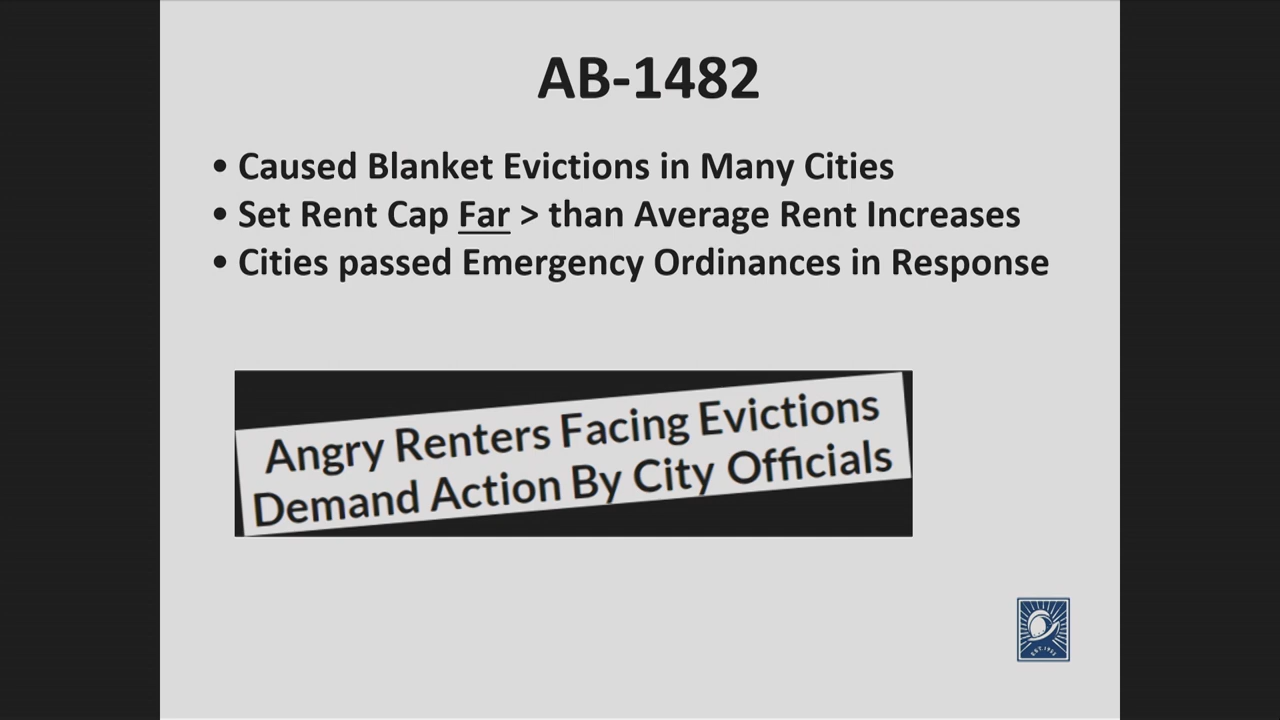 AB-1482
• Caused Blanket Evictions in Many Cities
• Set Rent Cap Far > than Average Rent Increases
• Cities passed Emergency Ordinances in Response
Angry Renters Facing Evictions
Demand Action By City Officials